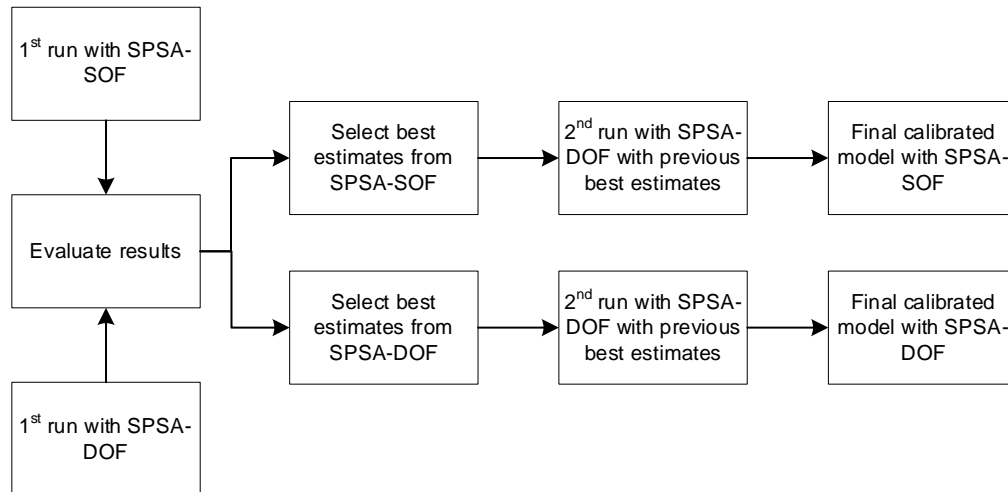 1st run with SPSA-
SOF
Evaluate results
1st run with SPSA-
DOF
Select best
estimates from
SPSA-SOF
2nd run with SPSA-
DOF with previous
best estimates
Final calibrated
model with SPSA-
SOF
Select best
estimates from
SPSA-DOF
2nd run with SPSA-
DOF with previous
best estimates
Final calibrated
model with SPSA-
DOF